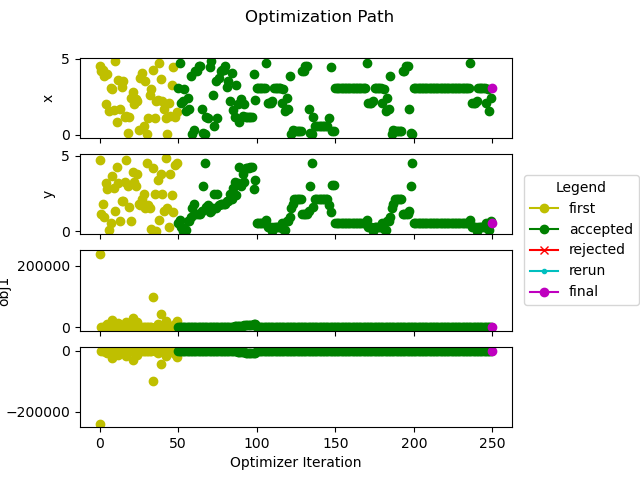 Optimization Path
5
x
0
5
y
0
200000
obj1
0
0
−200000
0
50
100
150
200
250
Optimizer Iteration
Legend
first
accepted
rejected
rerun
final